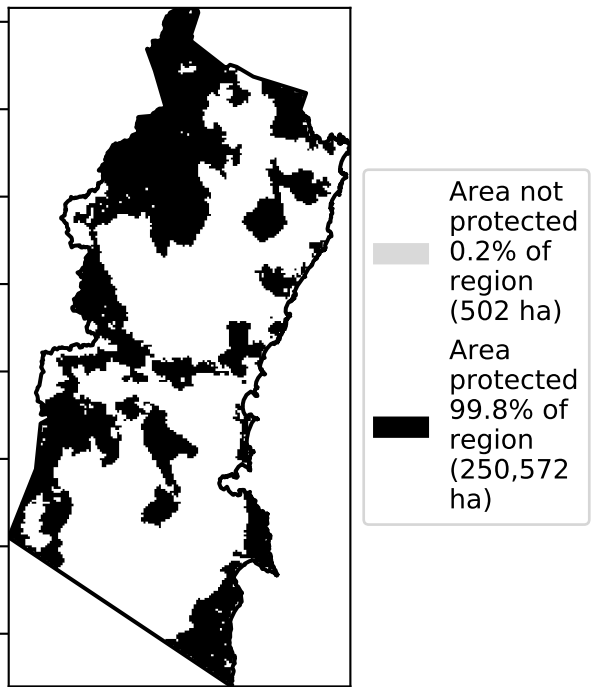 Area not
protected
0.2% of
region
(502 ha)
Area
protected
99.8% of
region
(250,572
ha)